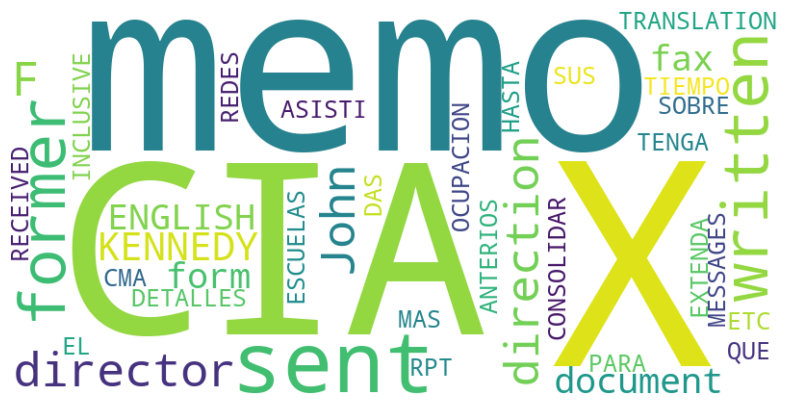 memo
TRANSLATION
fax
F
INCLUSIVE
REDES
ASISTI
HASTA
SUS
TIEMPO
SOBRE
TENGA
written
former
RECEIVED
CIA
X
John
DAS
OCUPACION
direction
ENGLISH
KENNEDY
CMA
form
DETALLES
ESCUELAS
ANTERIOS
CONSOLIDAR
EXTENDA
MESSAGES
ETC
QUE
MAS
RPT
EL
director
sent
PARA
document